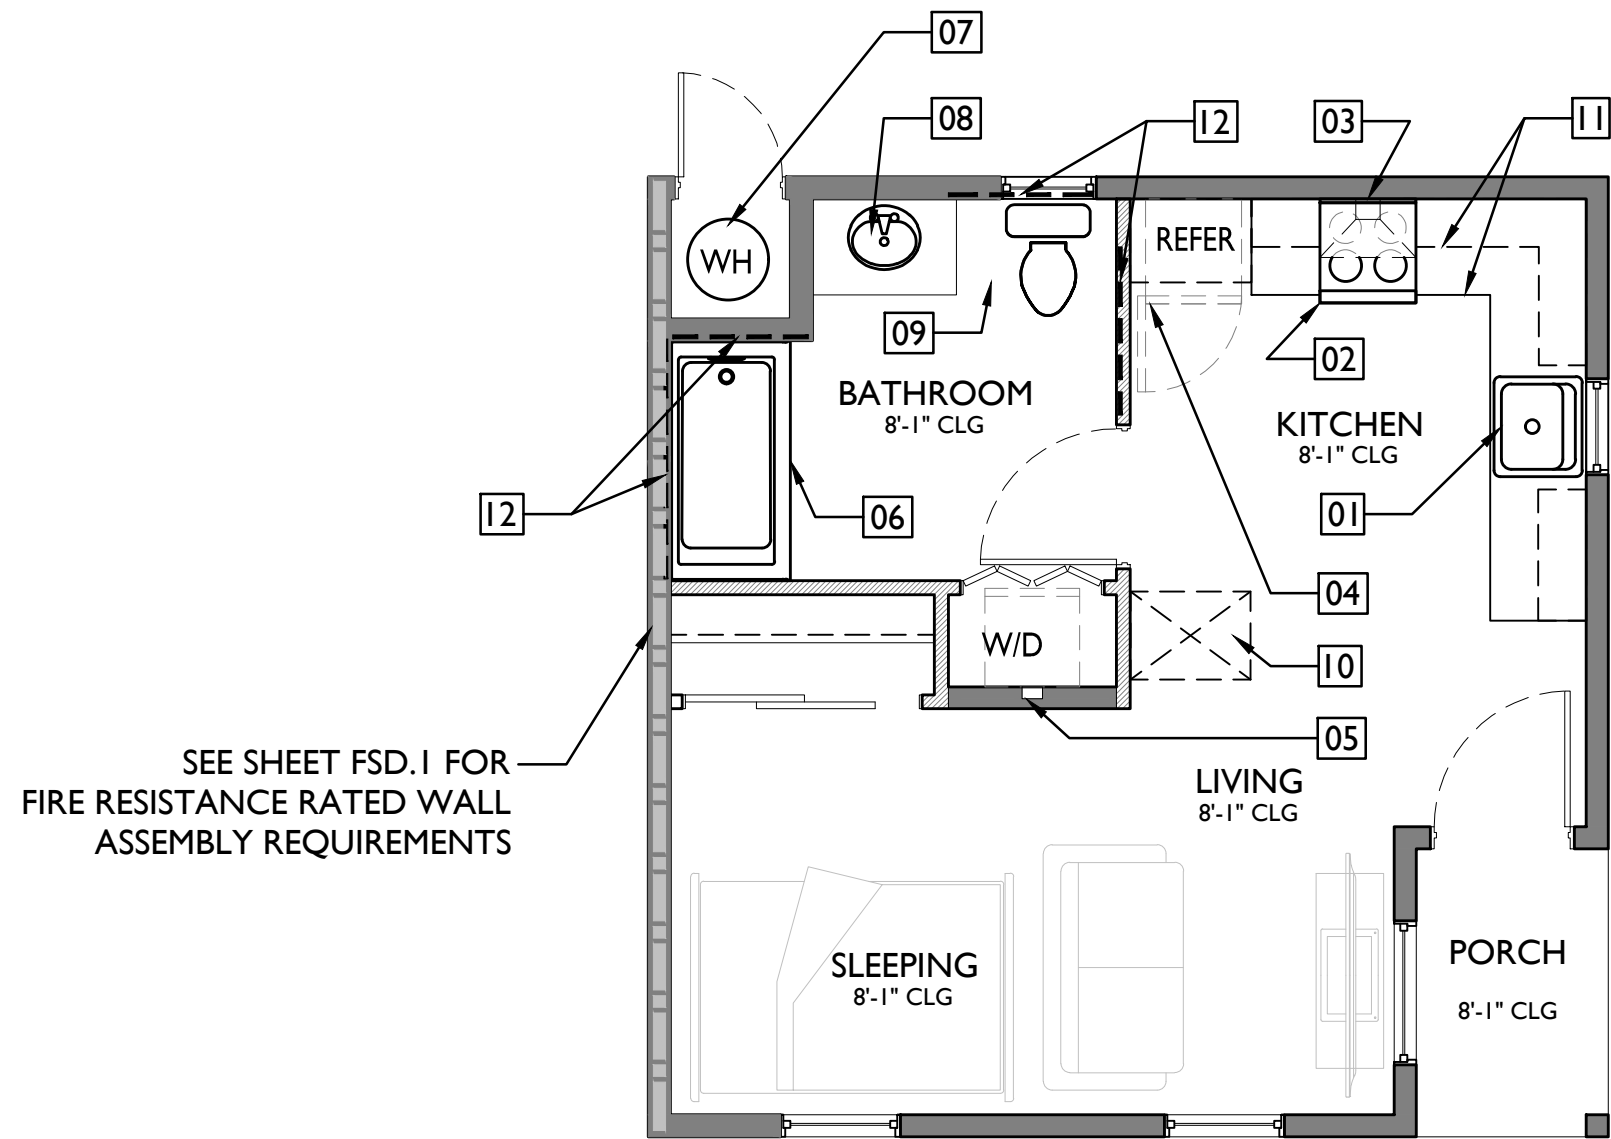 07
08
12
03
11
WH
REFER
09
02
BATHROOM
8'-1" CLG
KITCHEN
8'-1" CLG
12
06
01
04
W/D
10
05
SEE SHEET FSD.1 FOR
FIRE RESISTANCE RATED WALL
ASSEMBLY REQUIREMENTS
LIVING
8'-1" CLG
SLEEPING
8'-1" CLG
PORCH
8'-1" CLG